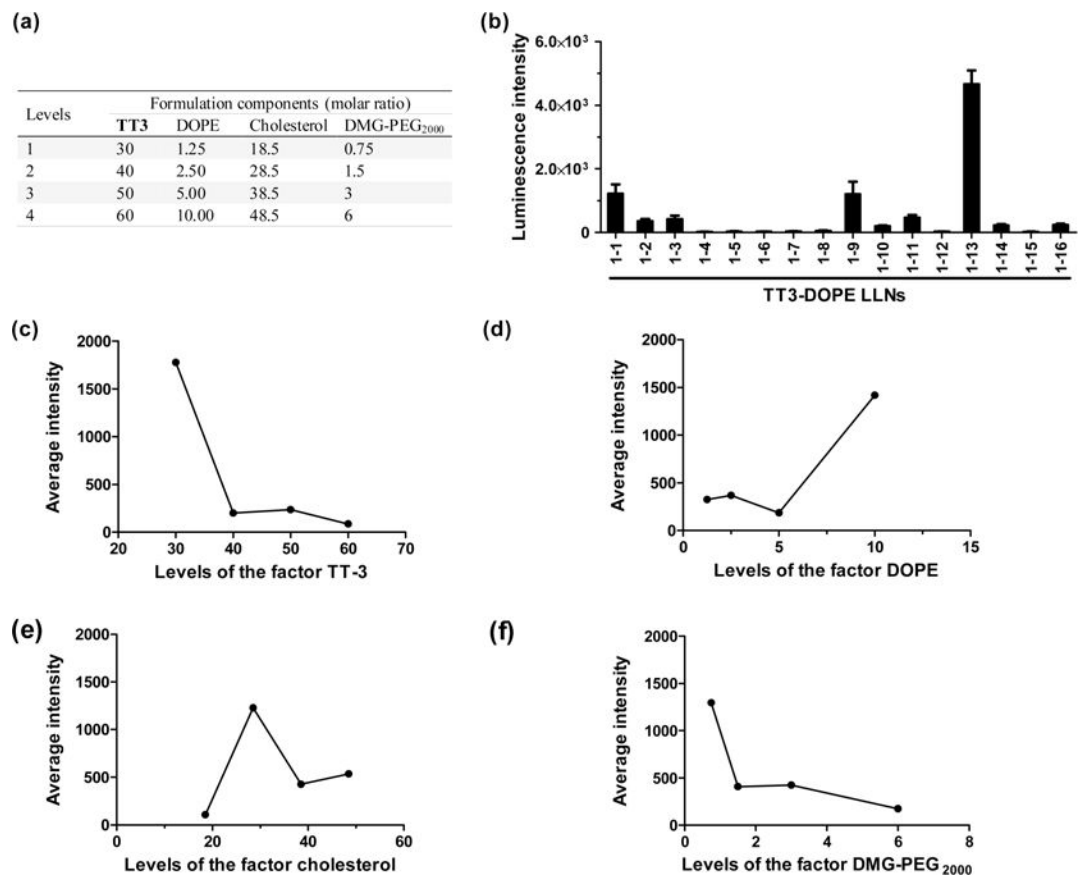 (a)
Levels Formulation components (molar ratio)
TT3 DOPE Cholesterol DMG-PEG2000
1 30 1.25 18.5 0.75
2 40 2.50 28.5 1.5
3 50 5.00 38.5 3
4 60 10.00 48.5 6
(b)
Luminescence intensity
6.0×10³
4.0×10³
2.0×10³
0
1-1 1-2 1-3 1-4 1-5 1-6 1-7 1-8 1-9 1-10 1-11 1-12 1-13 1-14 1-15 1-16
TT3-DOPE LLNs
(c)
Average intensity
2000
1500
1000
500
0
20 30 40 50 60 70
Levels of the factor TT-3
(d)
Average intensity
2000
1500
1000
500
0
0 5 10 15
Levels of the factor DOPE
(e)
Average intensity
2000
1500
1000
500
0
0 20 40 60
Levels of the factor cholesterol
(f)
Average intensity
2000
1500
1000
500
0
0 2 4 6 8
Levels of the factor DMG-PEG2000